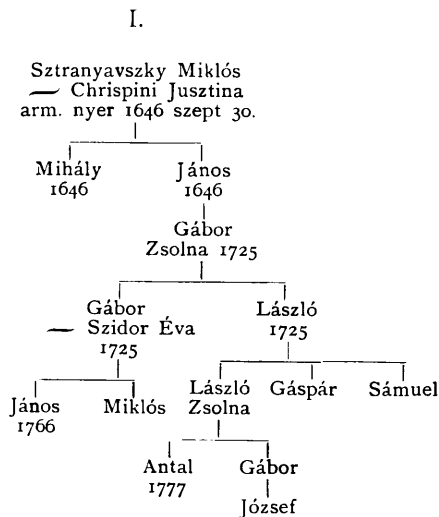 I.
Sztranyavszky Miklós
— Chrispini Jusztina
arm. nyer 1646 szept 30.
Mihály János
1646 1646
Gábor
Zsolna 1725
Gábor László
— Szidor Éva 1725
1725
János Miklós László Gáspár Sámuel
1766 Zsolna
Antal Gábor
1777
József